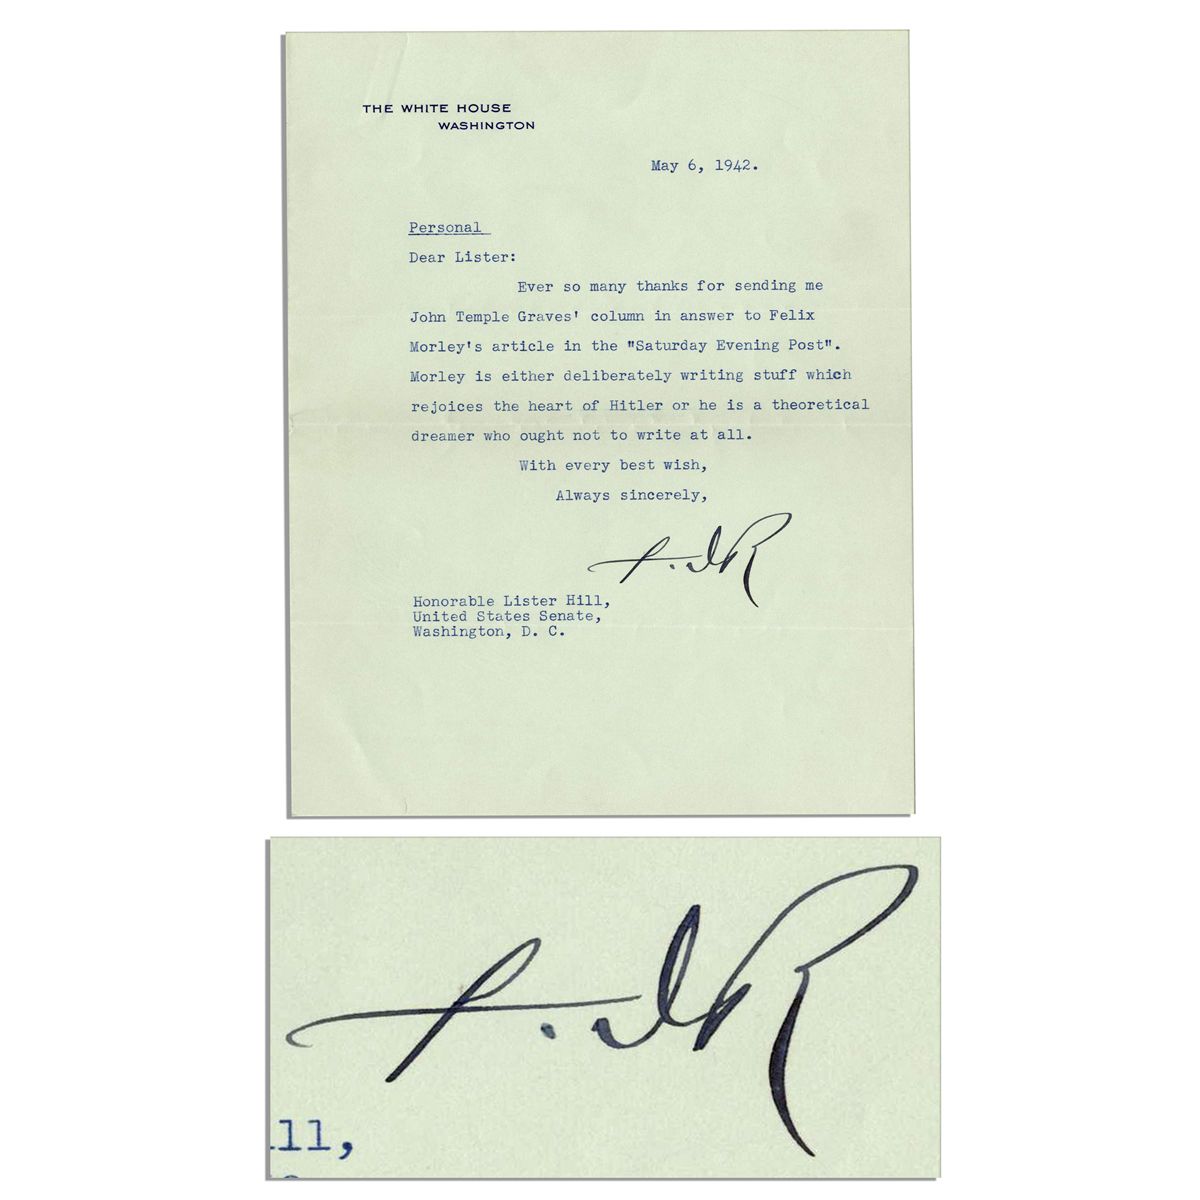 THE WHITE HOUSE
WASHINGTON
May 6, 1942.
Personal
Dear Lister:
Ever so many thanks for sending me
John Temple Graves' column in answer to Felix
Morley's article in the "Saturday Evening Post".
Morley is either deliberately writing stuff which
rejoices the heart of Hitler or he is a theoretical
dreamer who ought not to write at all.
With every best wish,
Always sincerely,
F.D.R
Honorable Lister Hill,
United States Senate,
Washington, D. C.
F.D.R
ill,